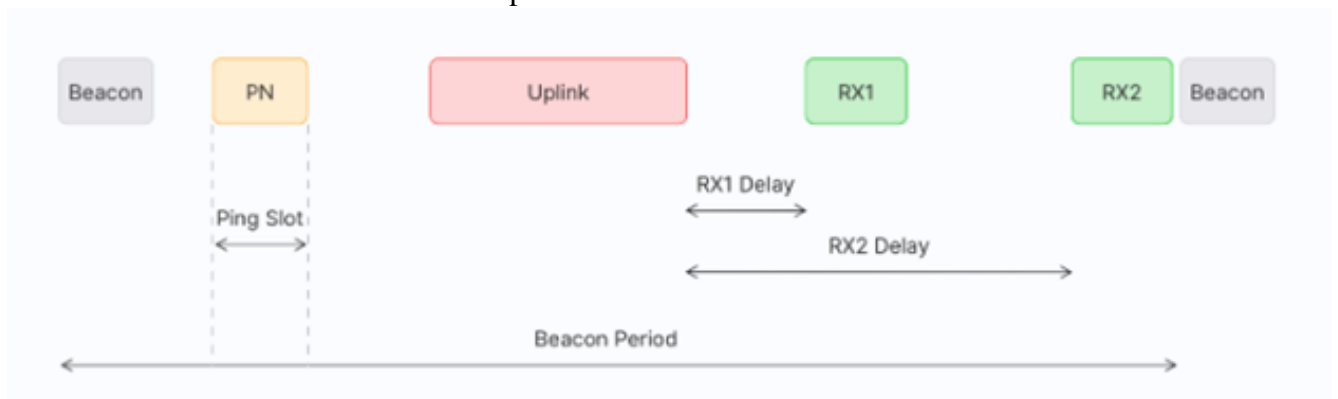 Beacon
PN
Uplink
RX1
RX2
Beacon
RX1 Delay
Ping Slot
RX2 Delay
Beacon Period